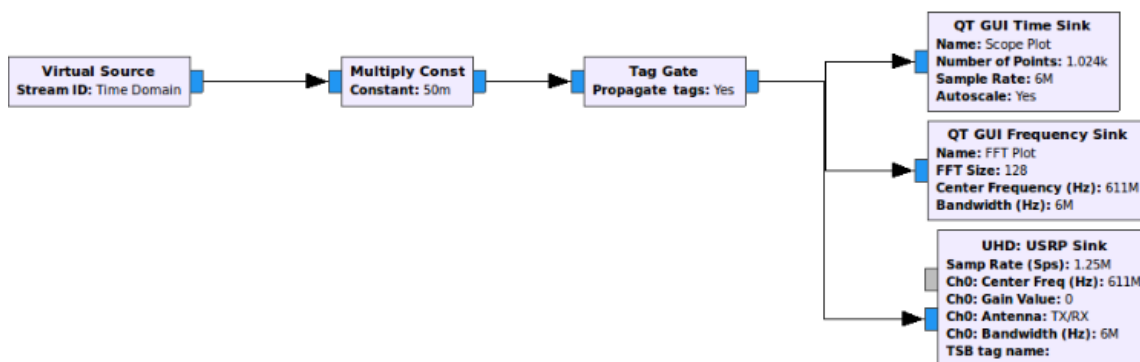 Virtual Source
Stream ID: Time Domain
Multiply Const
Constant: 50m
Tag Gate
Propagate tags: Yes
QT GUI Time Sink
Name: Scope Plot
Number of Points: 1.024k
Sample Rate: 6M
Autoscale: Yes
QT GUI Frequency Sink
Name: FFT Plot
FFT Size: 128
Center Frequency (Hz): 611M
Bandwidth (Hz): 6M
UHD: USRP Sink
Samp Rate (Sps): 1.25M
Ch0: Center Freq (Hz): 611M
Ch0: Gain Value: 0
Ch0: Antenna: TX/RX
Ch0: Bandwidth (Hz): 6M
TSB tag name: